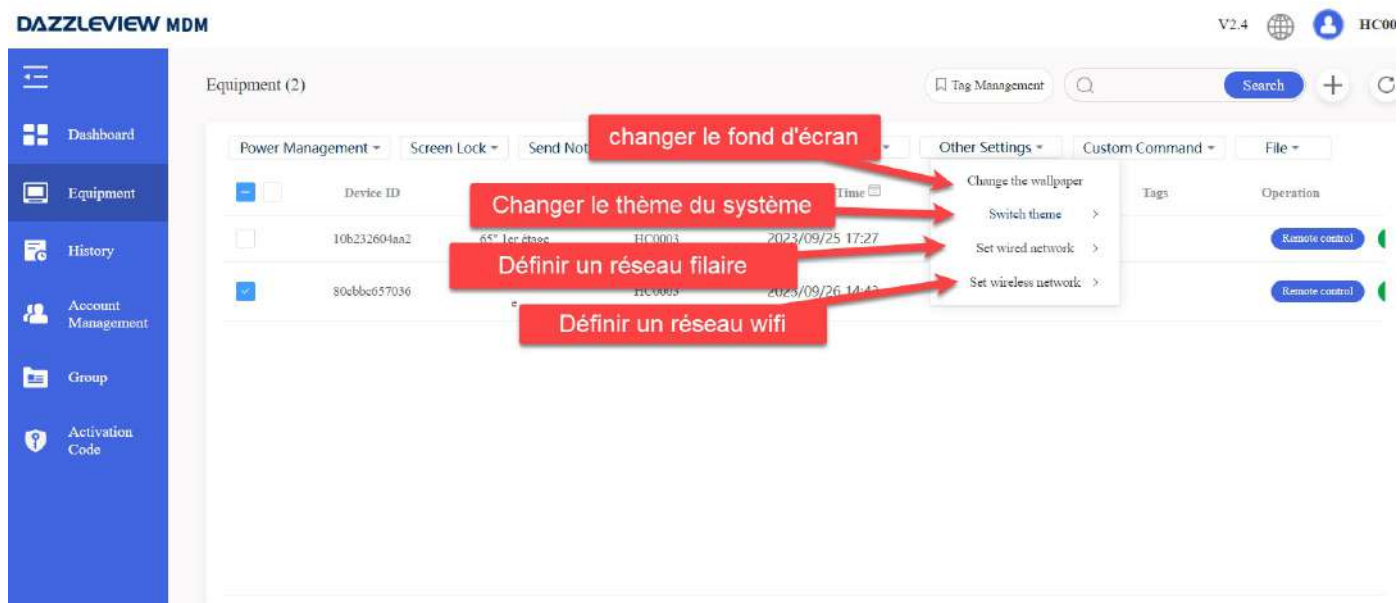 DAZZLEVIEW MDM
V2.4
HC00
Equipment (2)
Tag Management
Search
Dashboard
Equipment
History
Account
Management
Group
Activation
Code
Power Management
Screen Lock
Send Not
Other Settings
Custom Command
File
changer le fond d'écran
Change the wallpaper
Device ID
Time
Tags
Operation
Changer le thème du système
Switch theme
10b232604aa2
65" 1er étage
HC0003
2023/09/25 17:27
Remote control
Définir un réseau filaire
Set wired network
80cbbc657036
e
HC0003
2023/09/26 14:42
Set wireless network
Remote control
Définir un réseau wifi